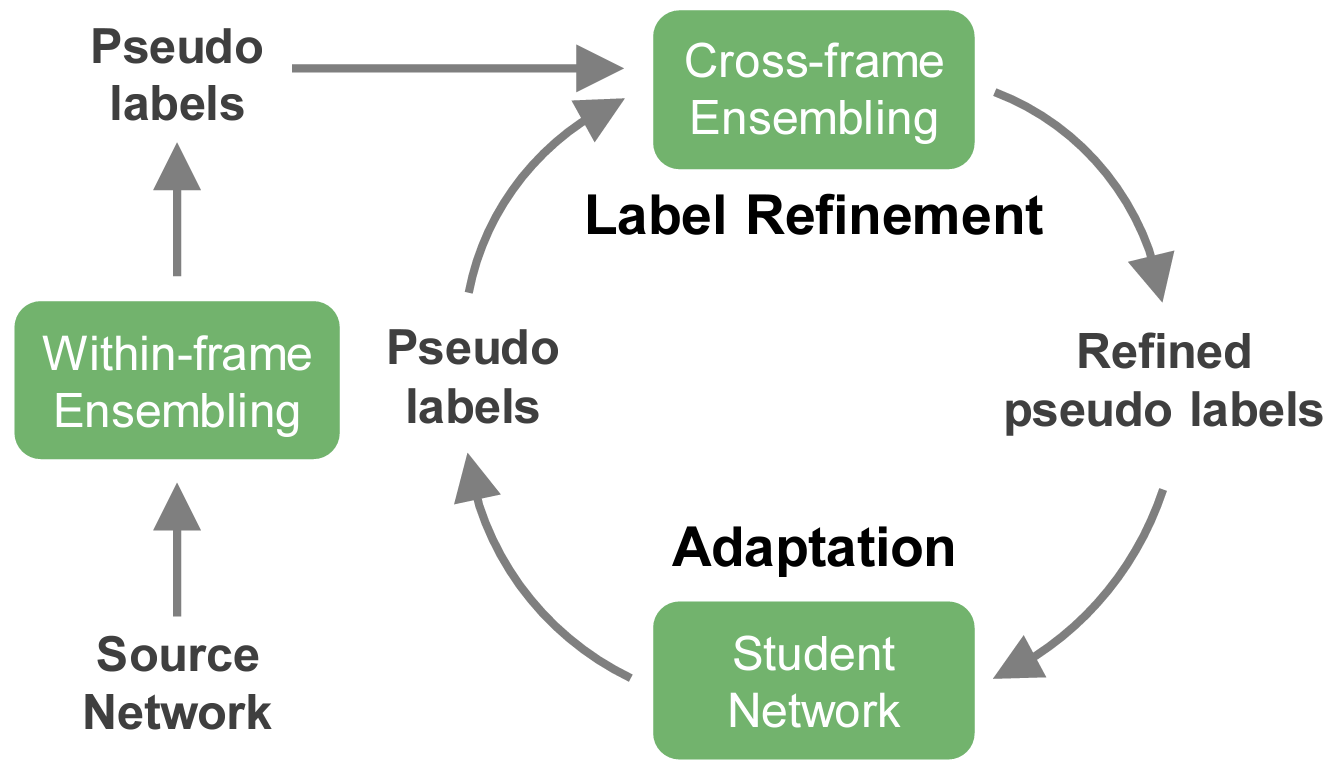 Pseudo
labels
Cross-frame
Ensembling
Label Refinement
Within-frame
Ensembling
Pseudo
labels
Refined
pseudo labels
Adaptation
Source
Network
Student
Network